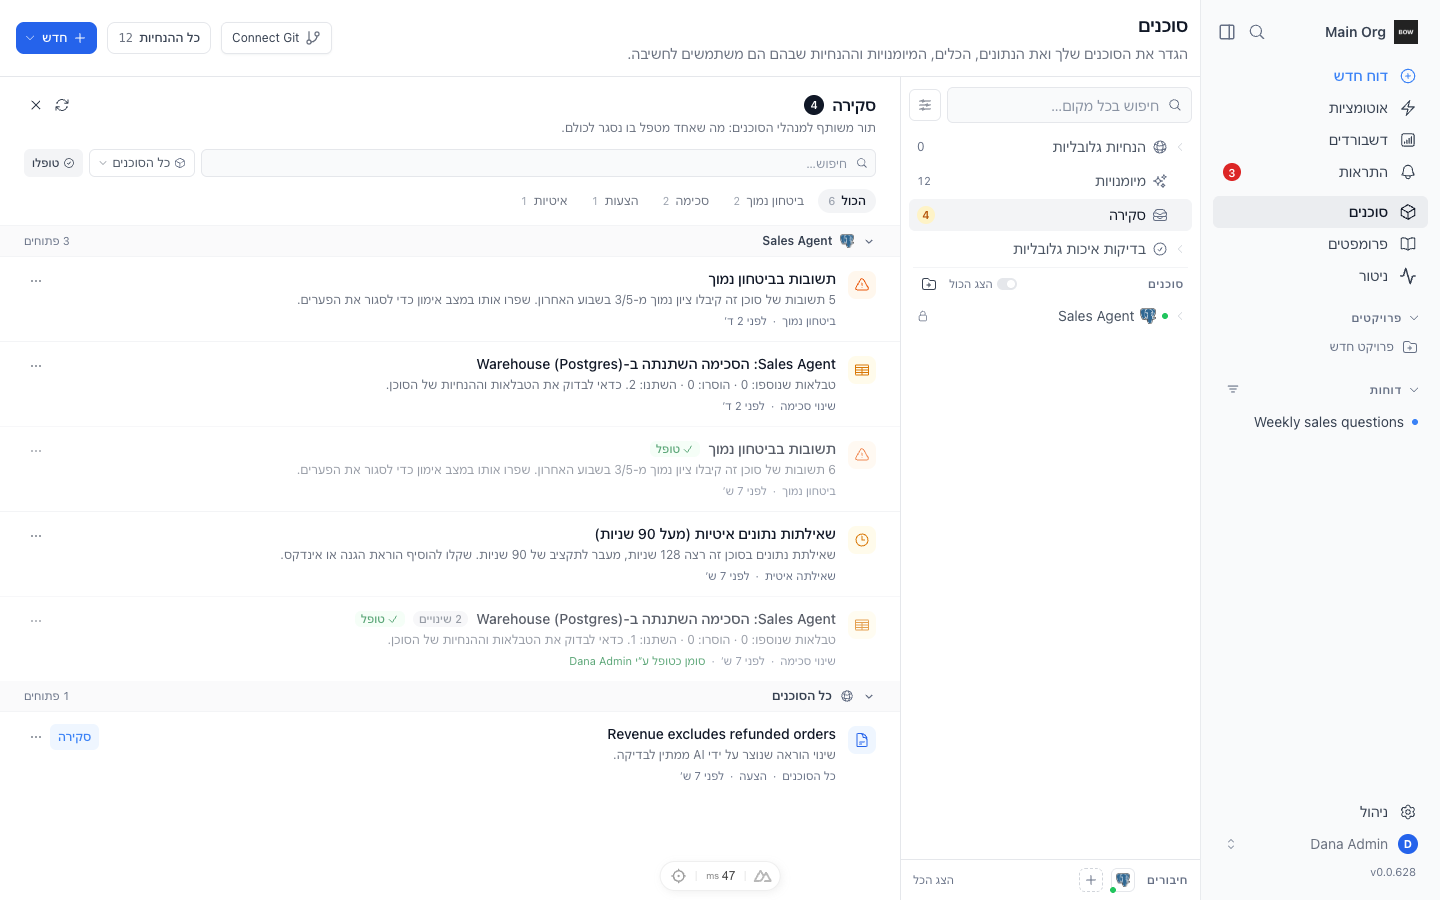 BOW
Main Org
דוח חדש
אוטומציות
דשבורדים
התראות 3
סוכנים
פרומפטים
ניטור
פרויקטים
פרויקט חדש
דוחות
Weekly sales questions
ניהול
D Dana Admin
v0.0.628
סוכנים
הגדר את הסוכנים שלך ואת הנתונים, הכלים, המיומנויות וההנחיות שבהם הם משתמשים לחשיבה.
Connect Git
כל ההנחיות 12
חדש
חיפוש בכל מקום...
הנחיות גלובליות 0
מיומנויות 12
סקירה 4
בדיקות איכות גלובליות
סוכנים הצג הכול
Sales Agent
חיבורים הצג הכל
סקירה 4
תור משותף למנהלי הסוכנים: מה שאחד מטפל בו נסגר לכולם.
חיפוש...
כל הסוכנים
טופלו
הכול 6
ביטחון נמוך 2
סכימה 2
הצעות 1
איטיות 1
Sales Agent 3 פתוחים
תשובות בביטחון נמוך
5 תשובות של סוכן זה קיבלו ציון נמוך מ-3/5 בשבוע האחרון. שפרו אותו במצב אימון כדי לסגור את הפערים.
ביטחון נמוך · לפני 2 ד׳
Sales Agent: הסכימה השתנתה ב-Warehouse (Postgres)
טבלאות שנוספו: 0 · הוסרו: 0 · השתנו: 2. כדאי לבדוק את הטבלאות וההנחיות של הסוכן.
שינוי סכימה · לפני 2 ד׳
תשובות בביטחון נמוך טופל
6 תשובות של סוכן זה קיבלו ציון נמוך מ-3/5 בשבוע האחרון. שפרו אותו במצב אימון כדי לסגור את הפערים.
ביטחון נמוך · לפני 7 ש׳
שאילתות נתונים איטיות (מעל 90 שניות)
שאילתת נתונים בסוכן זה רצה 128 שניות, מעבר לתקציב של 90 שניות. שקלו להוסיף הוראת הגנה או אינדקס.
שאילתה איטית · לפני 7 ש׳
Sales Agent: הסכימה השתנתה ב-Warehouse (Postgres) 2 שינויים טופל
טבלאות שנוספו: 0 · הוסרו: 0 · השתנו: 1. כדאי לבדוק את הטבלאות וההנחיות של הסוכן.
שינוי סכימה · לפני 7 ש׳ · סומן כטופל ע״י Dana Admin
כל הסוכנים 1 פתוחים
Revenue excludes refunded orders
שינוי הוראה שנוצר על ידי AI ממתין לבדיקה.
כל הסוכנים · הצעה · לפני 7 ש׳
סקירה
47 ms